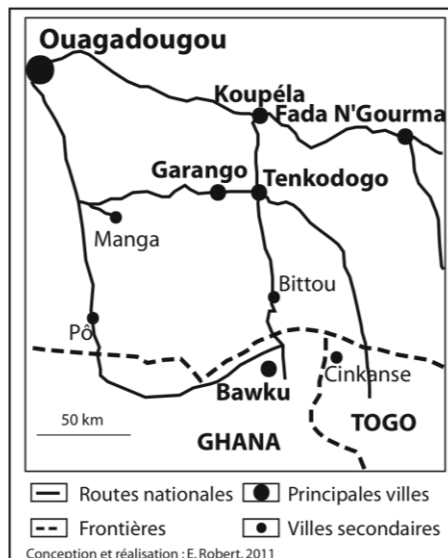 Ouagadougou
Koupéla
Fada N'Gourma
Garango
Tenkodogo
Manga
Bittou
Pô
Cinkanse
Bawku
50 km
GHANA
TOGO
Routes nationales
Principales villes
Frontières
Villes secondaires
Conception et réalisation : E. Robert, 2011